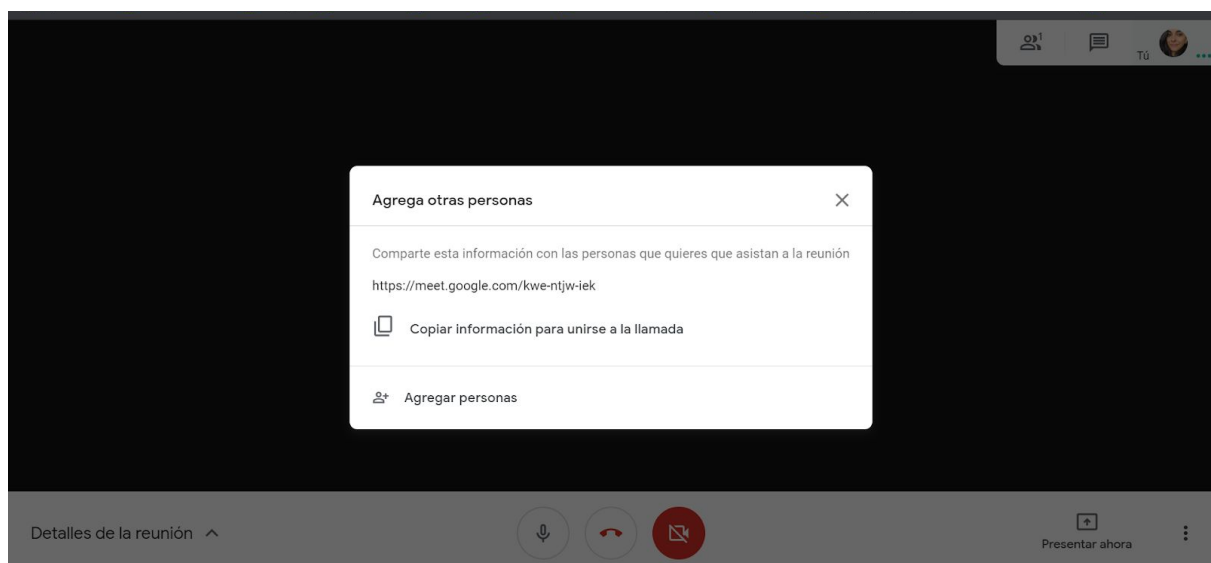 1
Tú
Agrega otras personas
Comparte esta información con las personas que quieres que asistan a la reunión
https://meet.google.com/kwe-ntjw-iek
Copiar información para unirse a la llamada
Agregar personas
Detalles de la reunión
Presentar ahora